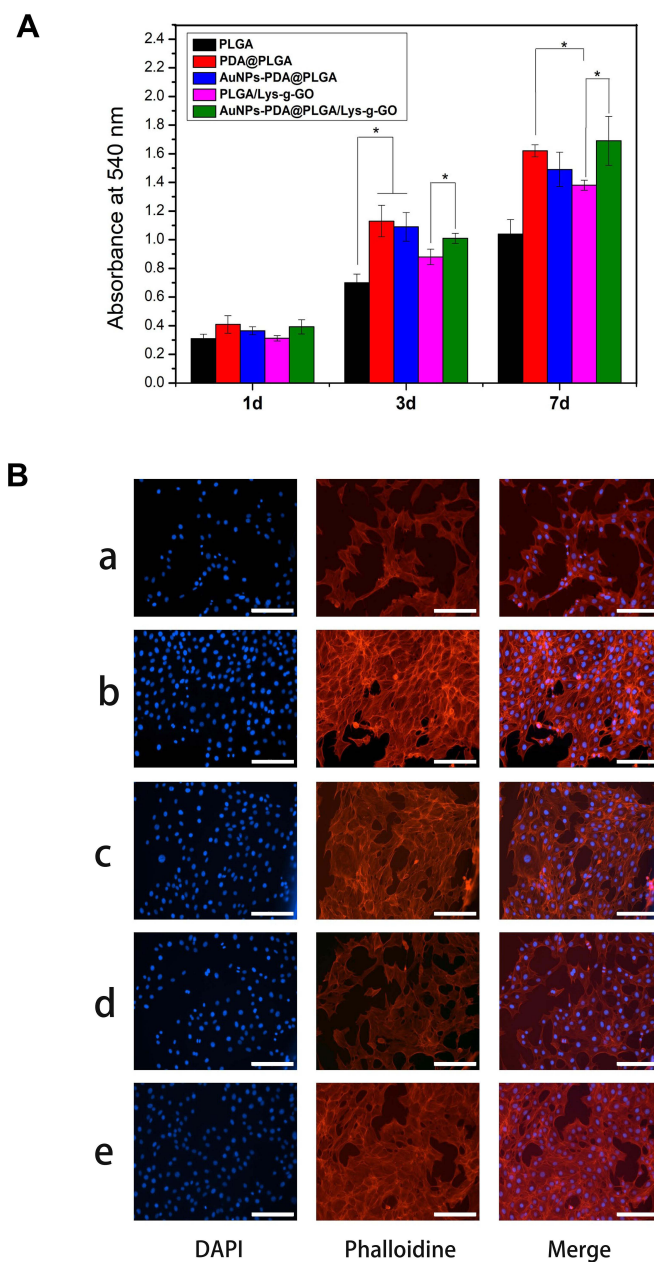 A
Absorbance at 540 nm
2.4
2.2
2.0
1.8
1.6
1.4
1.2
1.0
0.8
0.6
0.4
0.2
0.0
PLGA
PDA@PLGA
AuNPs-PDA@PLGA
PLGA/Lys-g-GO
AuNPs-PDA@PLGA/Lys-g-GO
*
*
*
*
1d 3d 7d
B
a
b
c
d
e
DAPI Phalloidine Merge